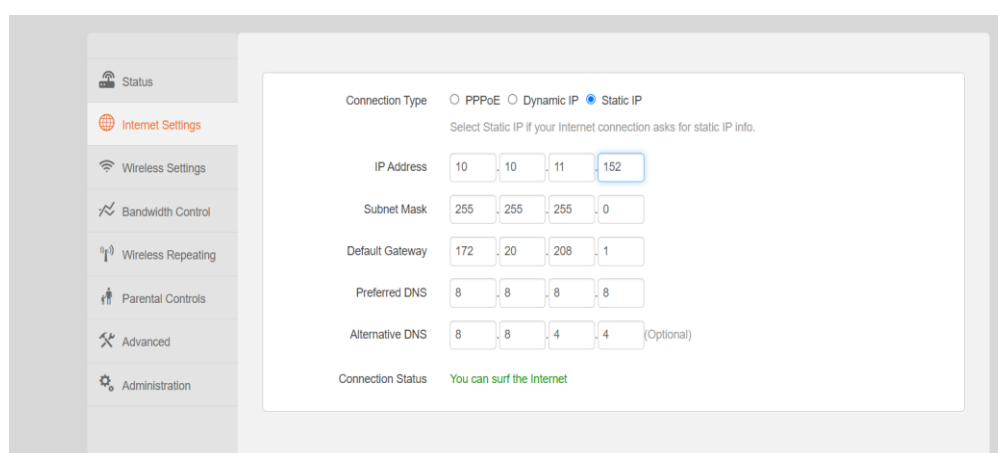 Status
Internet Settings
Wireless Settings
Bandwidth Control
Wireless Repeating
Parental Controls
Advanced
Administration
Connection Type PPPoE Dynamic IP Static IP
Select Static IP if your Internet connection asks for static IP info.
IP Address 10 . 10 . 11 . 152
Subnet Mask 255 . 255 . 255 . 0
Default Gateway 172 . 20 . 208 . 1
Preferred DNS 8 . 8 . 8 . 8
Alternative DNS 8 . 8 . 4 . 4 (Optional)
Connection Status You can surf the Internet